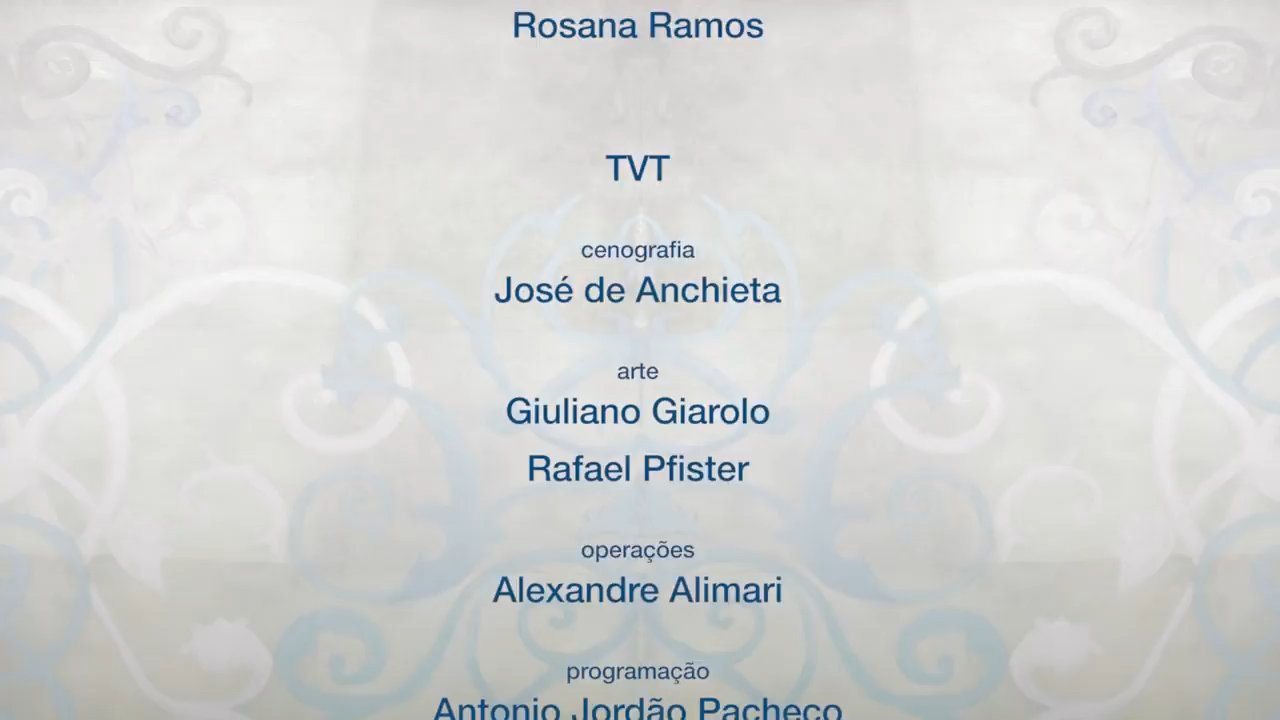 Rosana Ramos
TVT
cenografia
José de Anchieta
arte
Giuliano Giarolo
Rafael Pfister
operações
Alexandre Alimari
programação
Antonio Jordão Pacheco